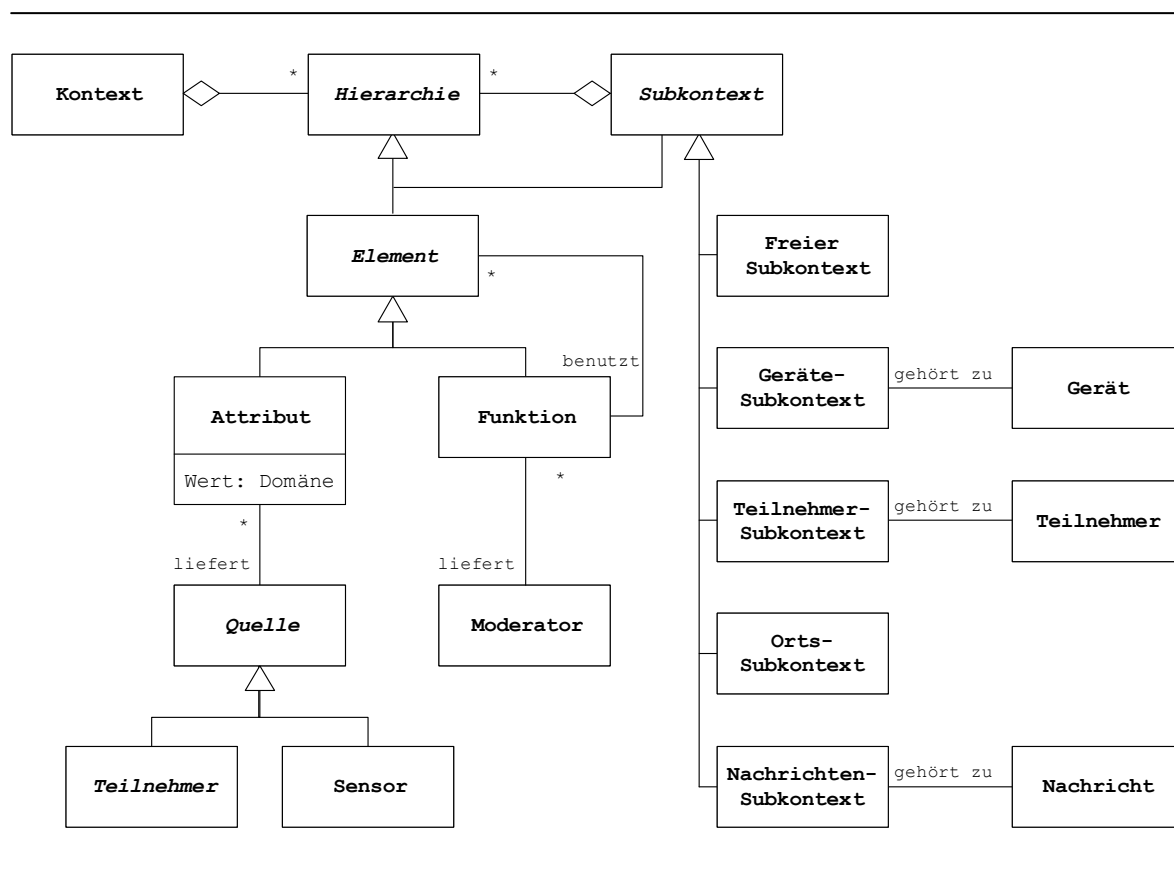 Kontext
*
Hierarchie
*
Subkontext
Element
*
Freier
Subkontext
benutzt
Geräte-
Subkontext
gehört zu
Gerät
Attribut
Funktion
Wert: Domäne
*
*
Teilnehmer-
Subkontext
gehört zu
Teilnehmer
liefert
liefert
Quelle
Moderator
Orts-
Subkontext
Teilnehmer
Sensor
Nachrichten-
Subkontext
gehört zu
Nachricht